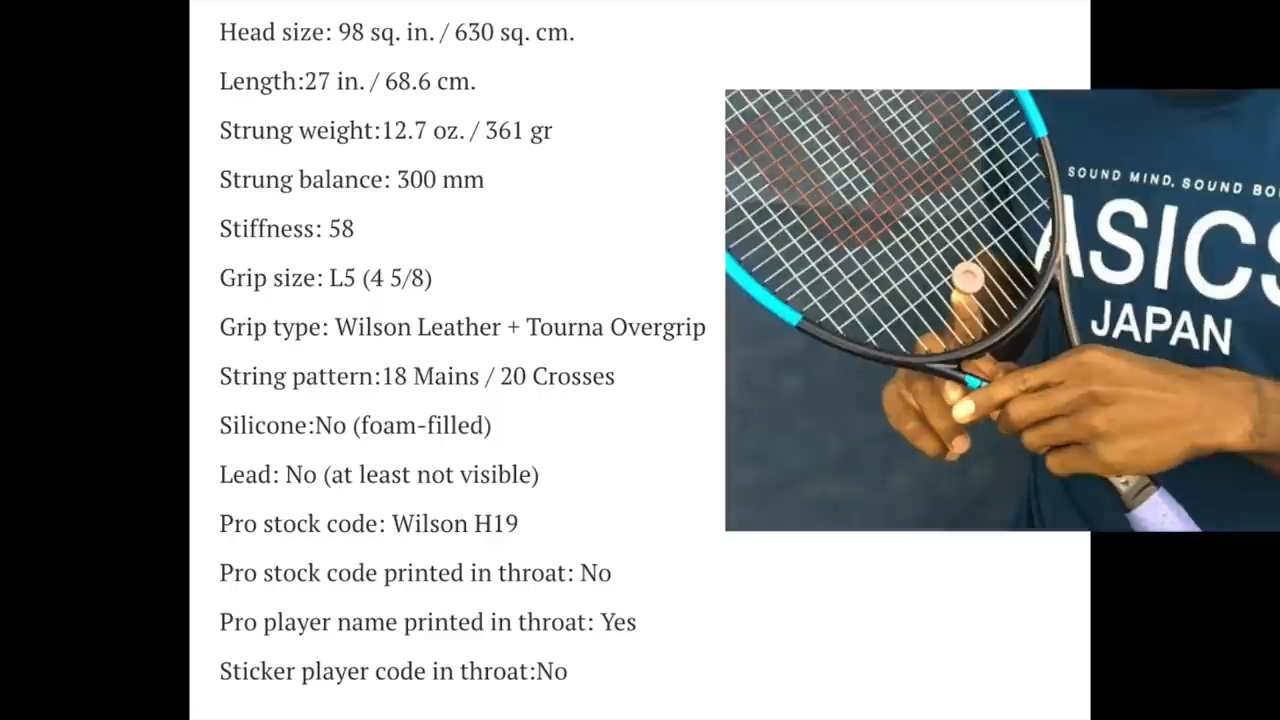 Head size: 98 sq. in. / 630 sq. cm.
Length:27 in. / 68.6 cm.
Strung weight:12.7 oz. / 361 gr
Strung balance: 300 mm
Stiffness: 58
Grip size: L5 (4 5/8)
Grip type: Wilson Leather + Tourna Overgrip
String pattern:18 Mains / 20 Crosses
Silicone:No (foam-filled)
Lead: No (at least not visible)
Pro stock code: Wilson H19
Pro stock code printed in throat: No
Pro player name printed in throat: Yes
Sticker player code in throat:No
SOUND MIND, SOUND BO
ASICS
JAPAN